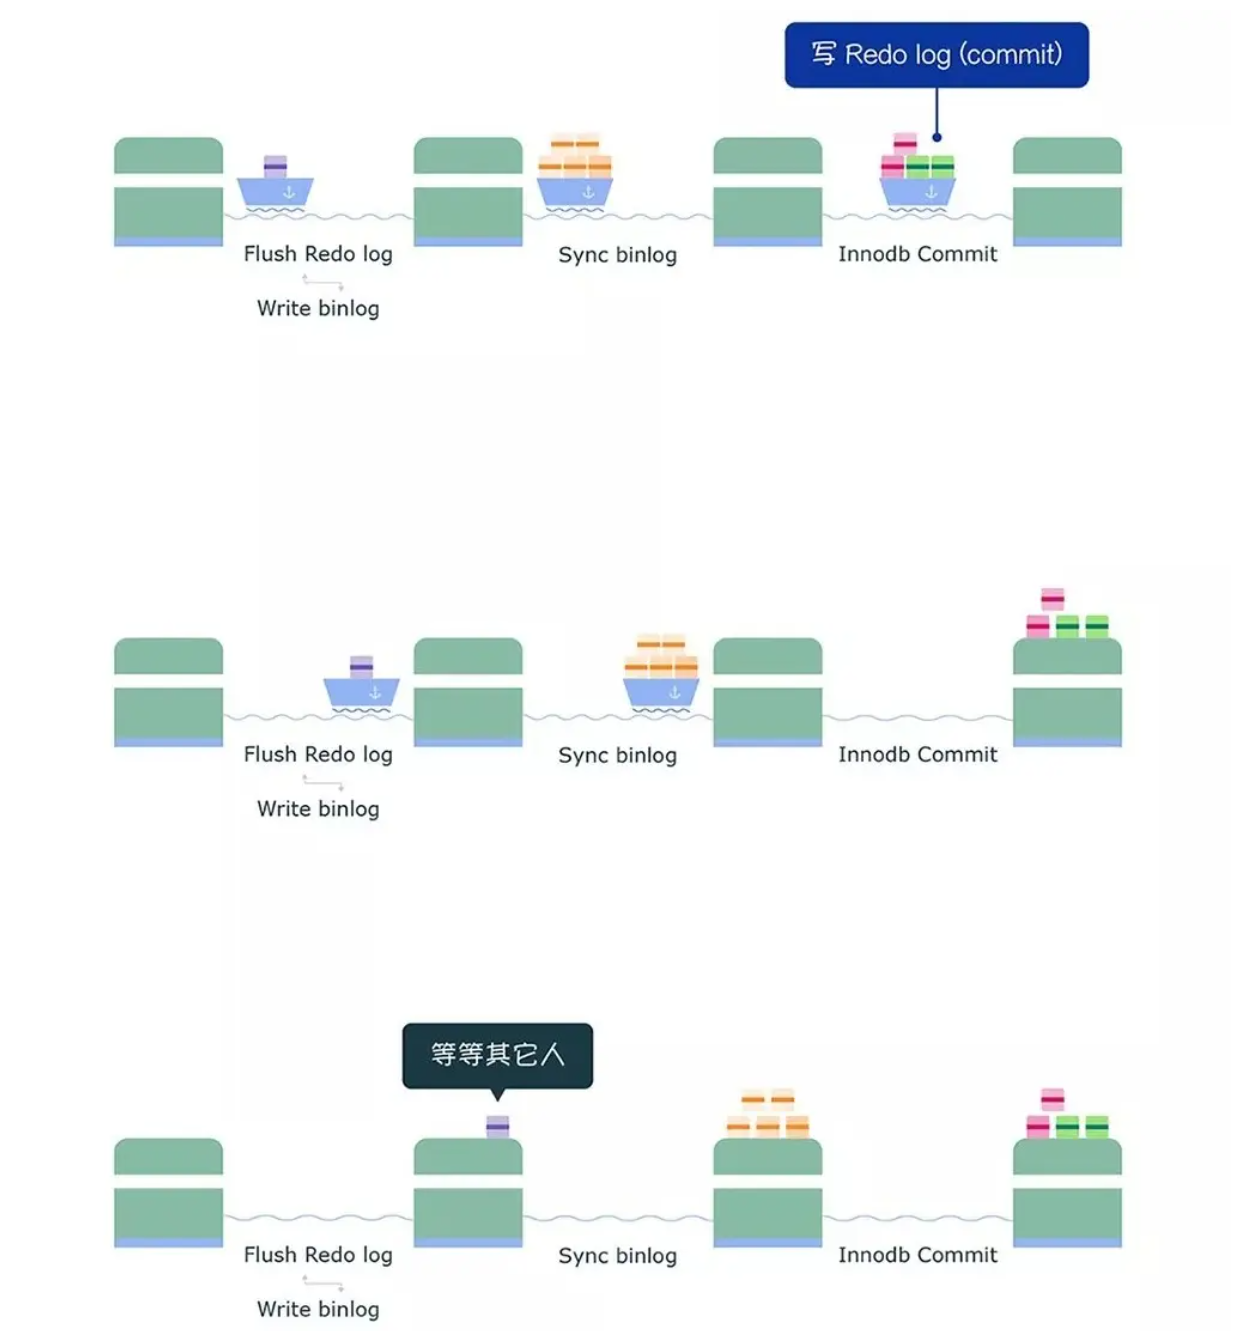 写 Redo log (commit)
Flush Redo log
Write binlog
Sync binlog
Innodb Commit
Flush Redo log
Write binlog
Sync binlog
Innodb Commit
等等其它人
Flush Redo log
Write binlog
Sync binlog
Innodb Commit